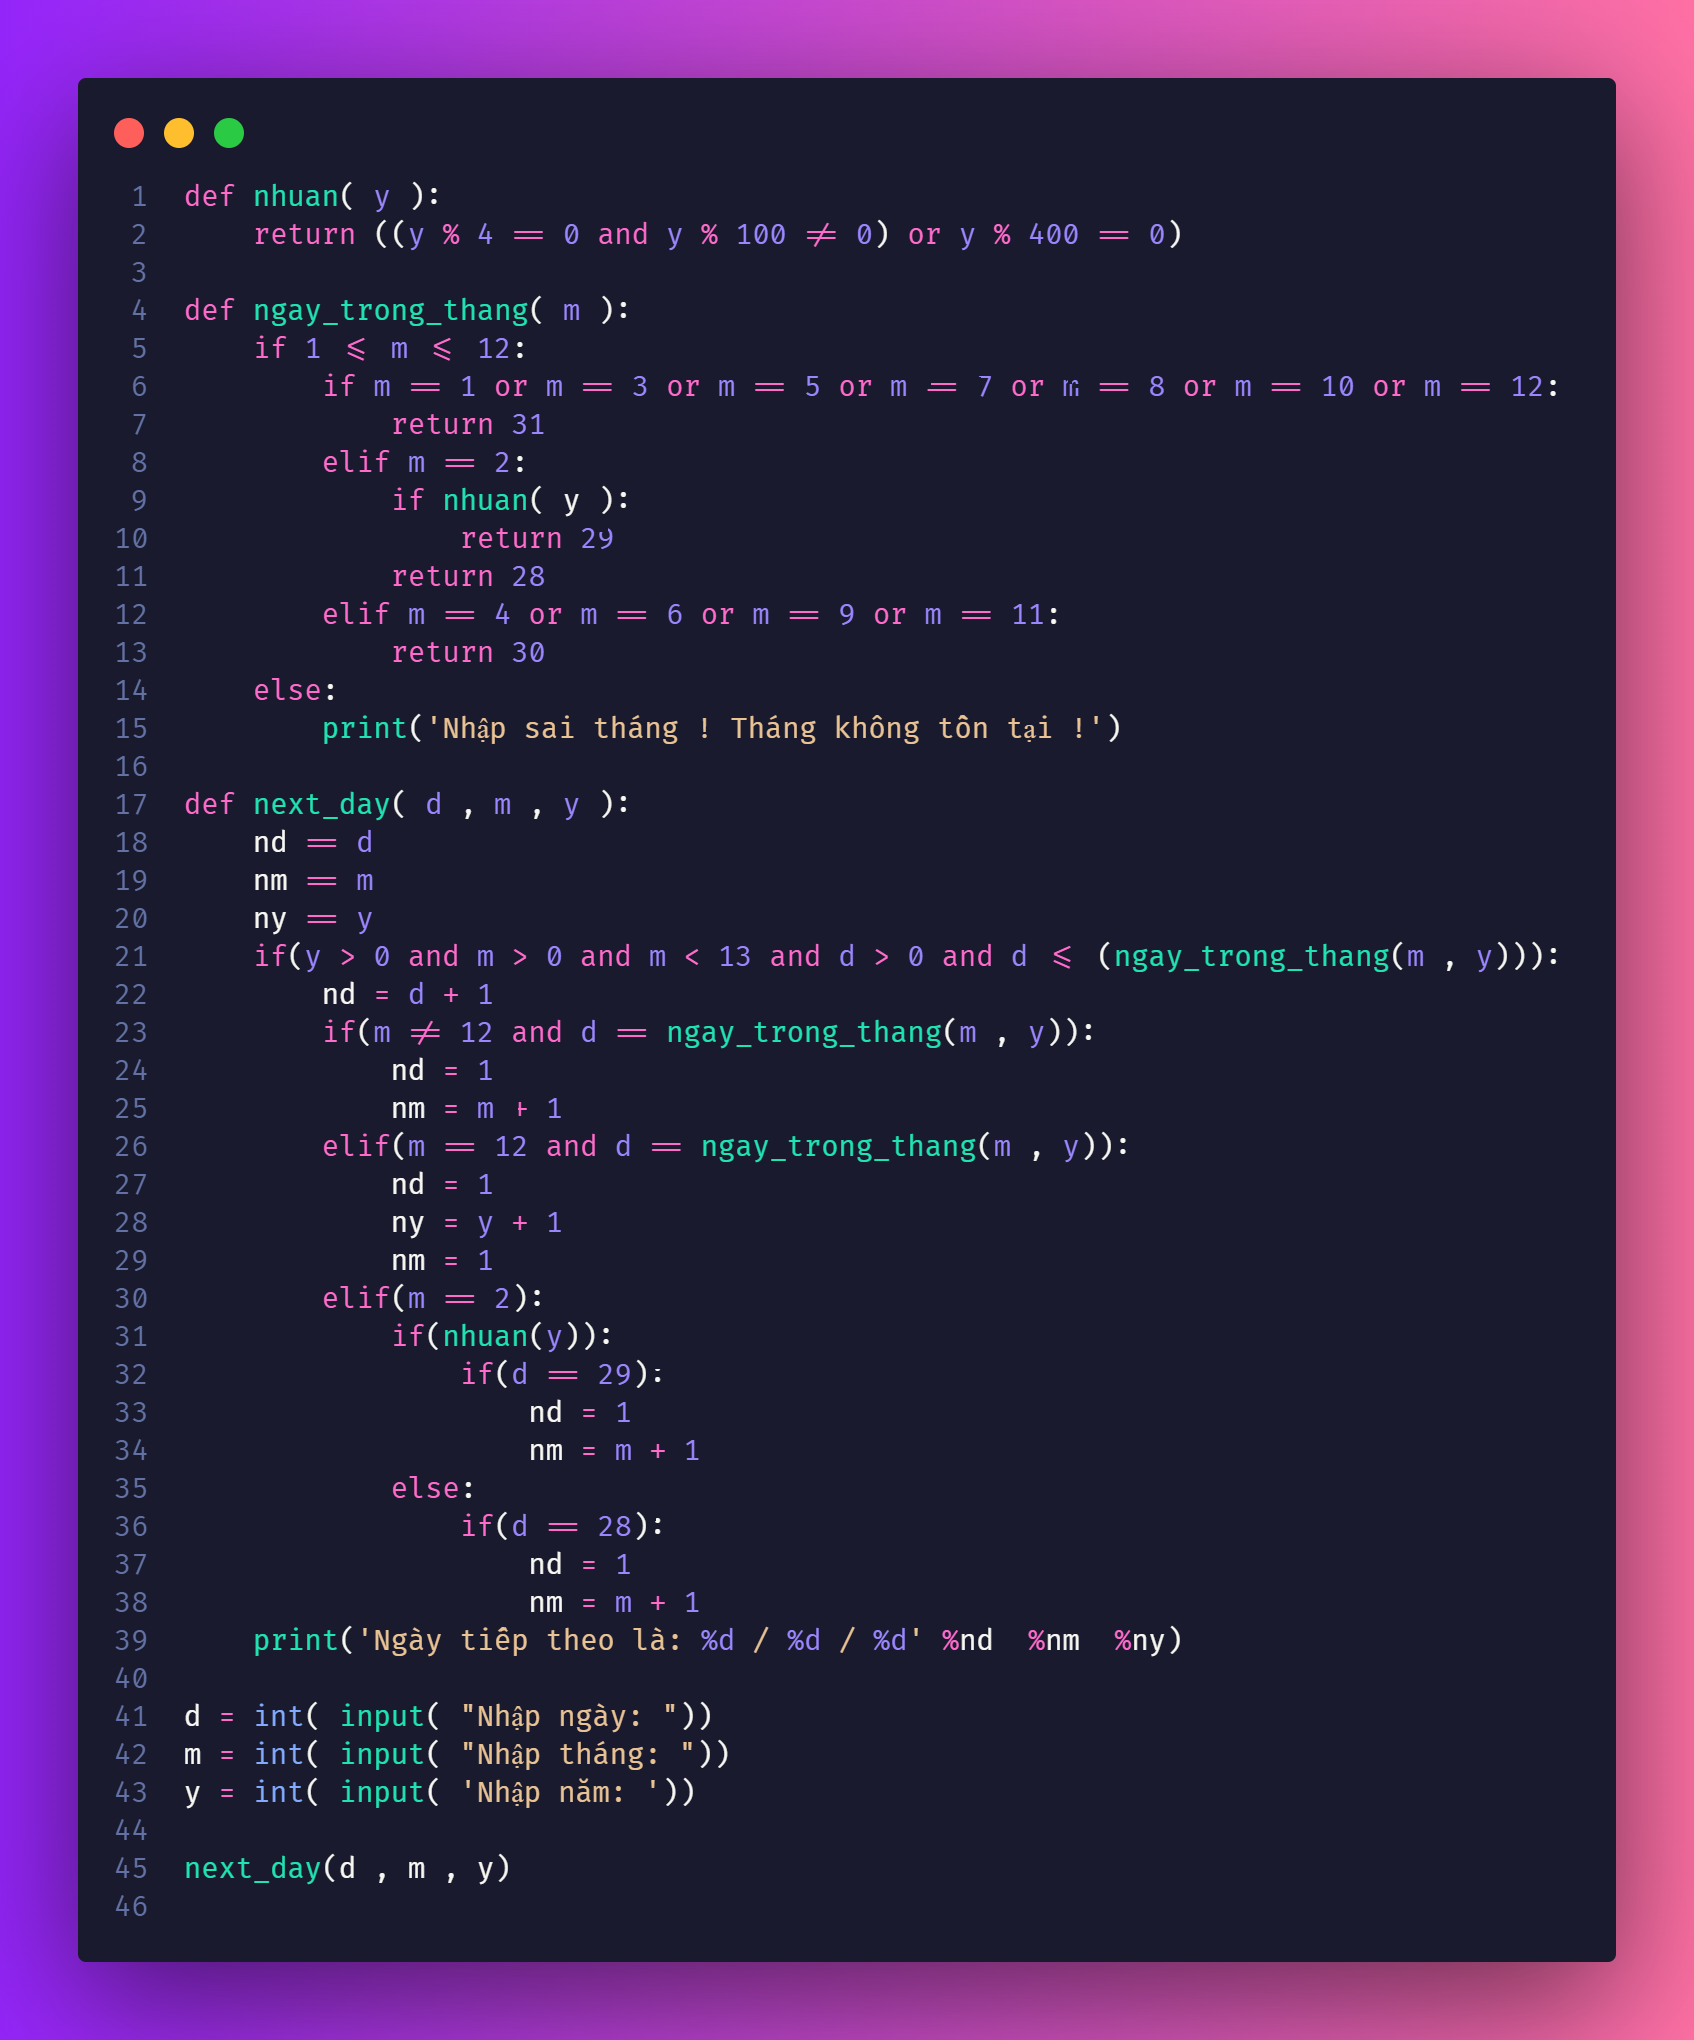 1 def nhuan( y ):
2     return ((y % 4 == 0 and y % 100 != 0) or y % 400 == 0)
3
4 def ngay_trong_thang( m ):
5     if 1 <= m <= 12:
6         if m == 1 or m == 3 or m == 5 or m == 7 or m == 8 or m == 10 or m == 12:
7             return 31
8         elif m == 2:
9             if nhuan( y ):
10                 return 29
11             return 28
12         elif m == 4 or m == 6 or m == 9 or m == 11:
13             return 30
14     else:
15         print('Nhập sai tháng ! Tháng không tồn tại !')
16
17 def next_day( d , m , y ):
18     nd == d
19     nm == m
20     ny == y
21     if(y > 0 and m > 0 and m < 13 and d > 0 and d <= (ngay_trong_thang(m , y))):
22         nd = d + 1
23         if(m != 12 and d == ngay_trong_thang(m , y)):
24             nd = 1
25             nm = m + 1
26         elif(m == 12 and d == ngay_trong_thang(m , y)):
27             nd = 1
28             ny = y + 1
29             nm = 1
30         elif(m == 2):
31             if(nhuan(y)):
32                 if(d == 29):
33                     nd = 1
34                     nm = m + 1
35             else:
36                 if(d == 28):
37                     nd = 1
38                     nm = m + 1
39     print('Ngày tiếp theo là: %d / %d / %d' %nd  %nm  %ny)
40
41 d = int( input( "Nhập ngày: "))
42 m = int( input( "Nhập tháng: "))
43 y = int( input( 'Nhập năm: '))
44
45 next_day(d , m , y)
46